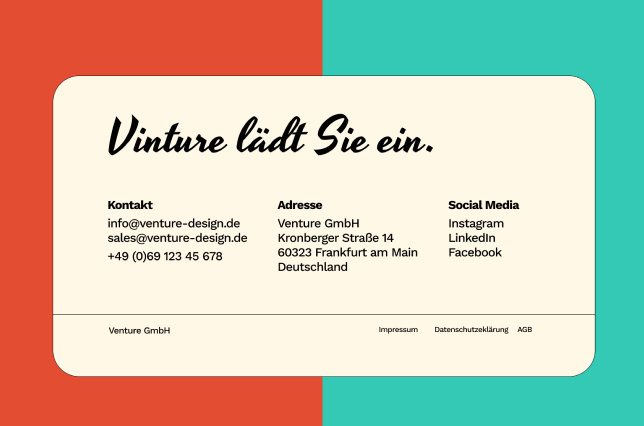 Vinture lädt Sie ein.
Kontakt
info@venture-design.de
sales@venture-design.de
+49 (0)69 123 45 678
Adresse
Venture GmbH
Kronberger Straße 14
60323 Frankfurt am Main
Deutschland
Social Media
Instagram
LinkedIn
Facebook
Venture GmbH
Impressum Datenschutzeklärung AGB